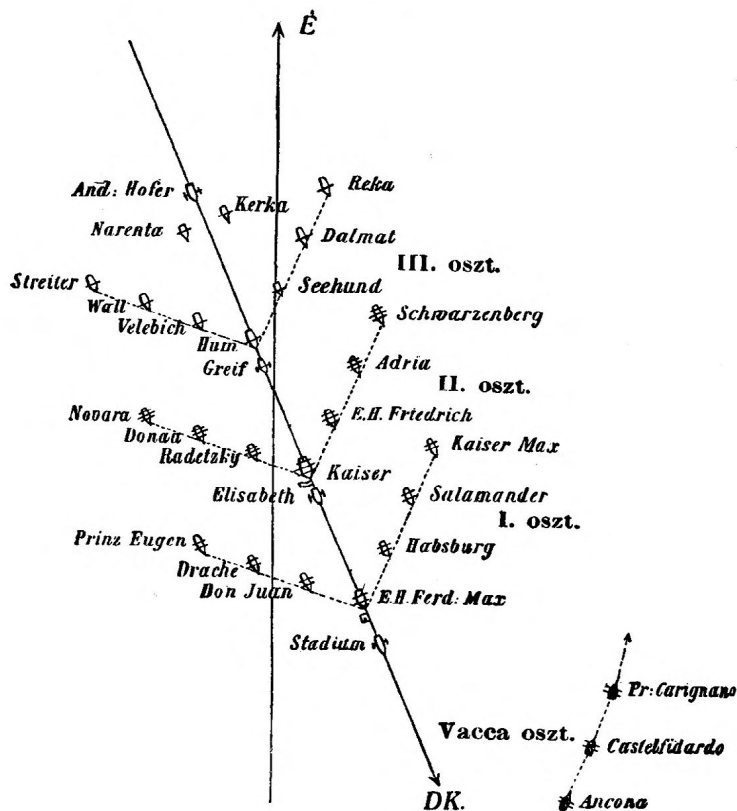 É
And: Hofer
Kerka
Reka
Narenta
Dalmat
III. oszt.
Streiter
Wall
Velebich
Seehund
Hum
Greif
Schwarzenberg
Adria
II. oszt.
Novara
Donau
Radetzky
E.H. Friedrich
Kaiser
Kaiser Max
Elisabeth
Salamander
I. oszt.
Prinz Eugen
Drache
Don Juan
Habsburg
E.H. Ferd: Max
Stadium
Pr: Carignano
Vacca oszt.
Castelfidardo
DK.
Ancona